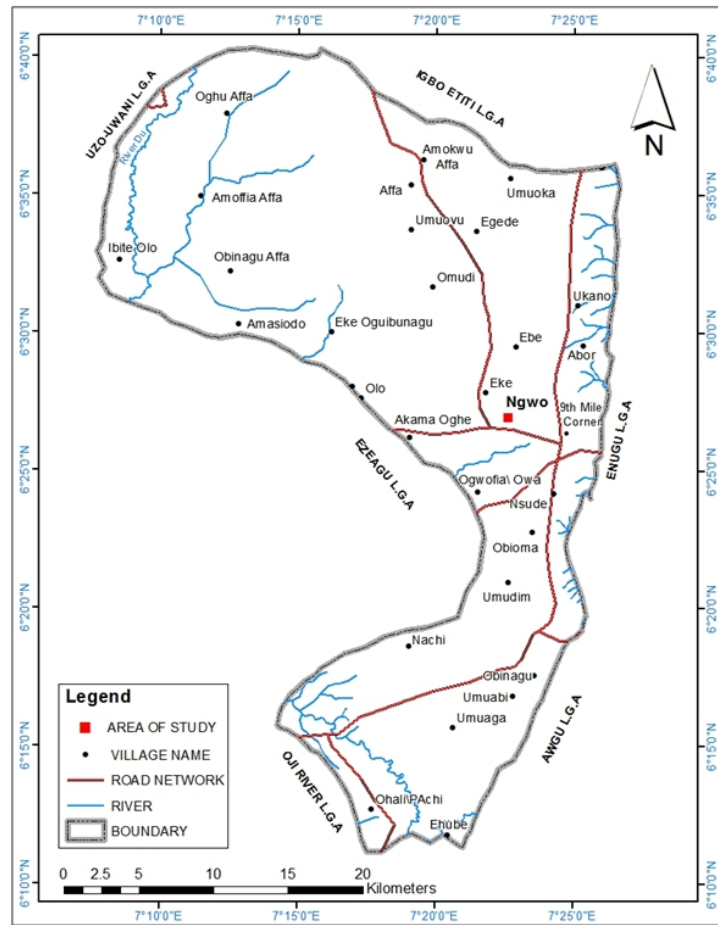 7°10'0"E 7°15'0"E 7°20'0"E 7°25'0"E
6°40'0"N 6°40'0"N
IGBO ETITI L.G.A
UZO-UWANI L.G.A
Oghu Affa
River Du
N
Amokwu
Affa
Umuoka
6°35'0"N 6°35'0"N
Affa
Amoffia Affa
Umuovu
Egede
Ibite Olo
Obinagu Affa
Omudi
Ukano
6°30'0"N 6°30'0"N
Amasiodo
Eke Oguibunagu
Ebe
Abor
Olo
Eke
Ngwo
9th Mile
Corner
Akama Oghe
ENUGU L.G.A
EZEAGU L.G.A
6°25'0"N 6°25'0"N
Ogwofia\ Owa
Nsude
Obioma
Umudim
6°20'0"N 6°20'0"N
Nachi
Obinagu
Umuabi
Umuaga
AWGU L.G.A
6°15'0"N 6°15'0"N
OJI RIVER L.G.A
Ohali\PAchi
Ehube
Legend
AREA OF STUDY
VILLAGE NAME
ROAD NETWORK
RIVER
BOUNDARY
0 2.5 5 10 15 20
Kilometers
6°10'0"N 6°10'0"N
7°10'0"E 7°15'0"E 7°20'0"E 7°25'0"E